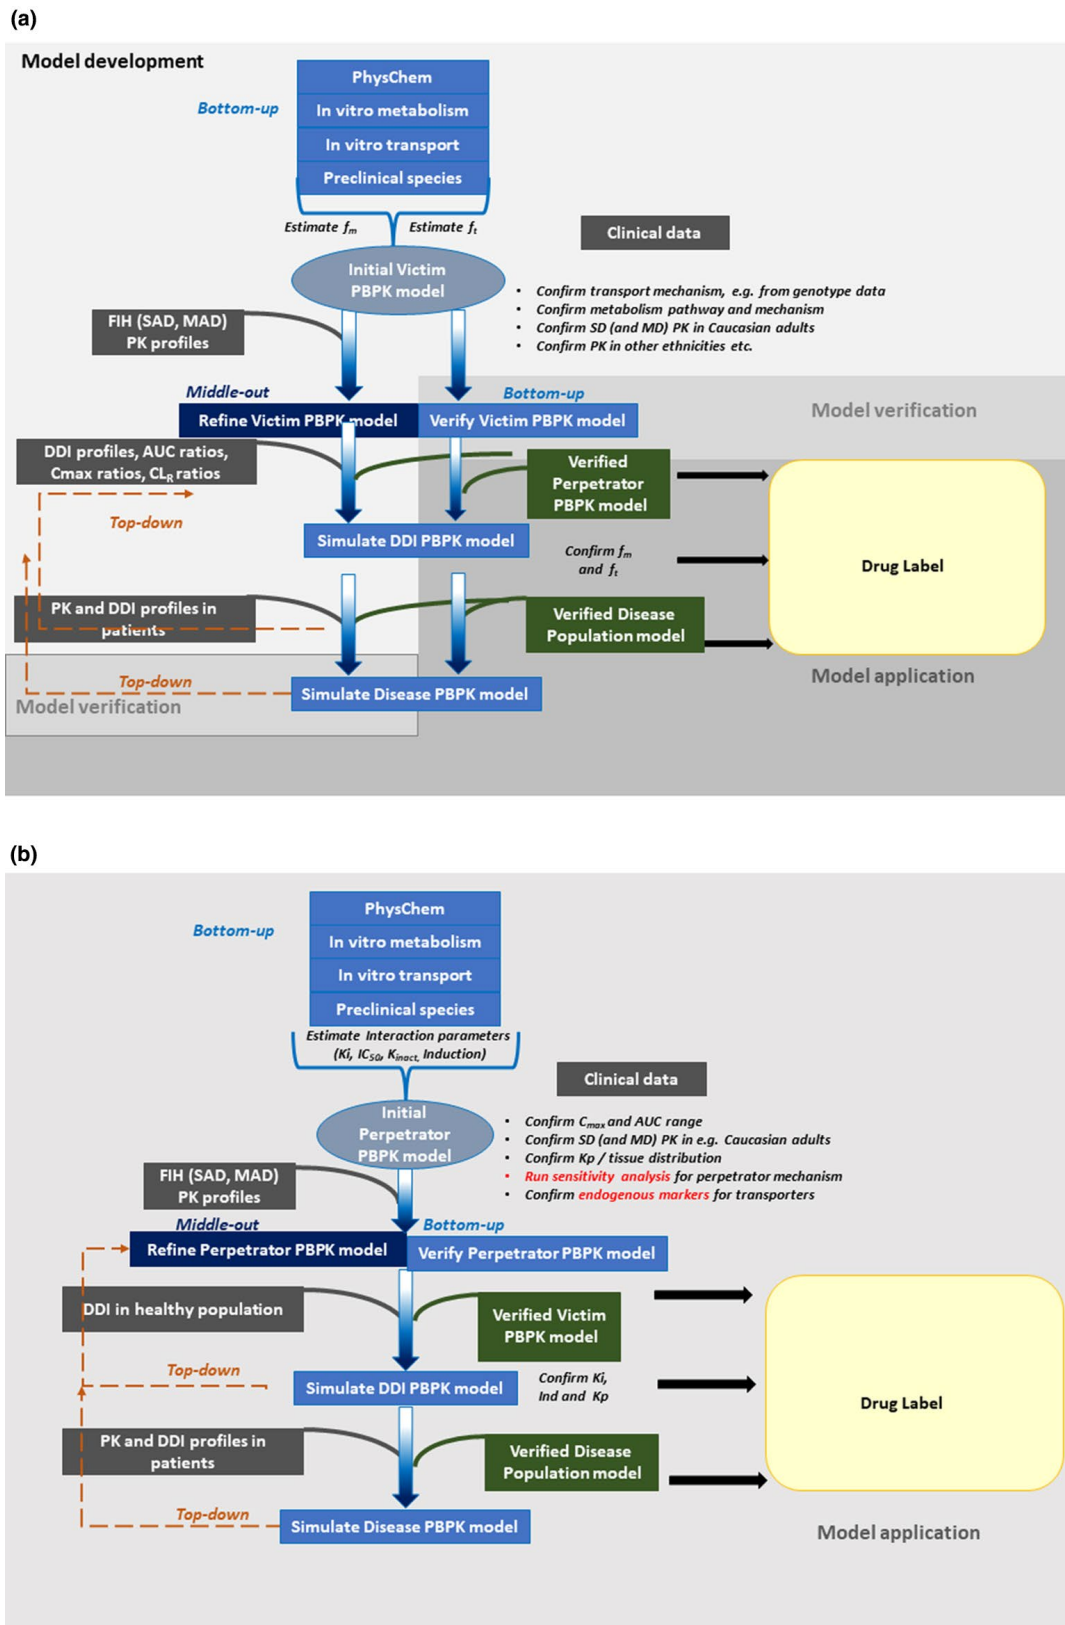 (a)
Model development
Bottom-up
PhysChem
In vitro metabolism
In vitro transport
Preclinical species
Estimate fm
Estimate ft
Clinical data
Initial Victim
PBPK model
• Confirm transport mechanism, e.g. from genotype data
• Confirm metabolism pathway and mechanism
• Confirm SD (and MD) PK in Caucasian adults
• Confirm PK in other ethnicities etc.
FIH (SAD, MAD)
PK profiles
Middle-out
Bottom-up
Refine Victim PBPK model
Verify Victim PBPK model
Model verification
DDI profiles, AUC ratios,
Cmax ratios, CLR ratios
Verified
Perpetrator
PBPK model
Top-down
Simulate DDI PBPK model
Confirm fm
and ft
Drug Label
PK and DDI profiles in
patients
Verified Disease
Population model
Model application
Top-down
Simulate Disease PBPK model
Model verification
(b)
Bottom-up
PhysChem
In vitro metabolism
In vitro transport
Preclinical species
Estimate Interaction parameters
(Ki, IC50, Kinact, Induction)
Clinical data
Initial
Perpetrator
PBPK model
• Confirm Cmax and AUC range
• Confirm SD (and MD) PK in e.g. Caucasian adults
• Confirm Kp / tissue distribution
• Run sensitivity analysis for perpetrator mechanism
• Confirm endogenous markers for transporters
FIH (SAD, MAD)
PK profiles
Middle-out
Bottom-up
Refine Perpetrator PBPK model
Verify Perpetrator PBPK model
DDI in healthy population
Verified Victim
PBPK model
Top-down
Simulate DDI PBPK model
Confirm Ki,
Ind and Kp
Drug Label
PK and DDI profiles in
patients
Verified Disease
Population model
Top-down
Simulate Disease PBPK model
Model application